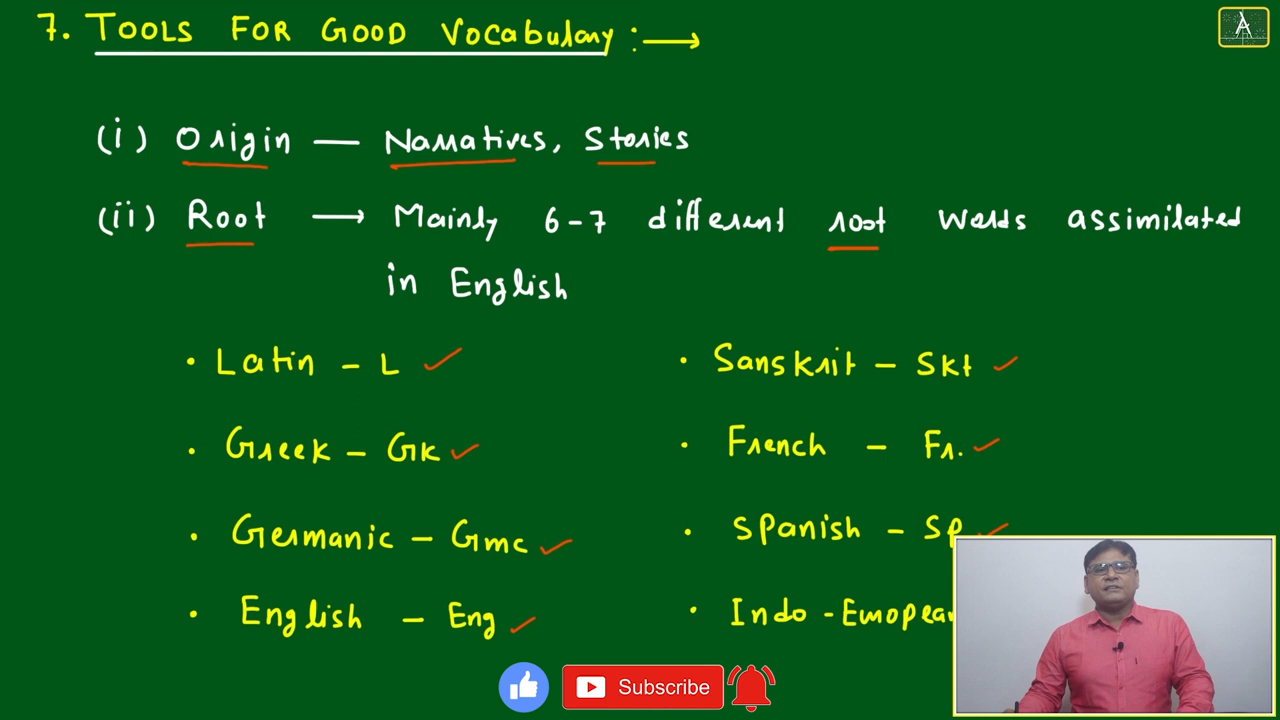 7. TOOLS FOR GOOD Vocabulary :→
(i) Origin — Narratives, Stories
(ii) Root → Mainly 6-7 different root words assimilated
in English
• Latin - L ✓
• Sanskrit - Skt ✓
• Greek - Gk ✓
• French - Fr. ✓
• Germanic - Gmc ✓
• Spanish - Sp ✓
• English - Eng ✓
• Indo-European
Subscribe